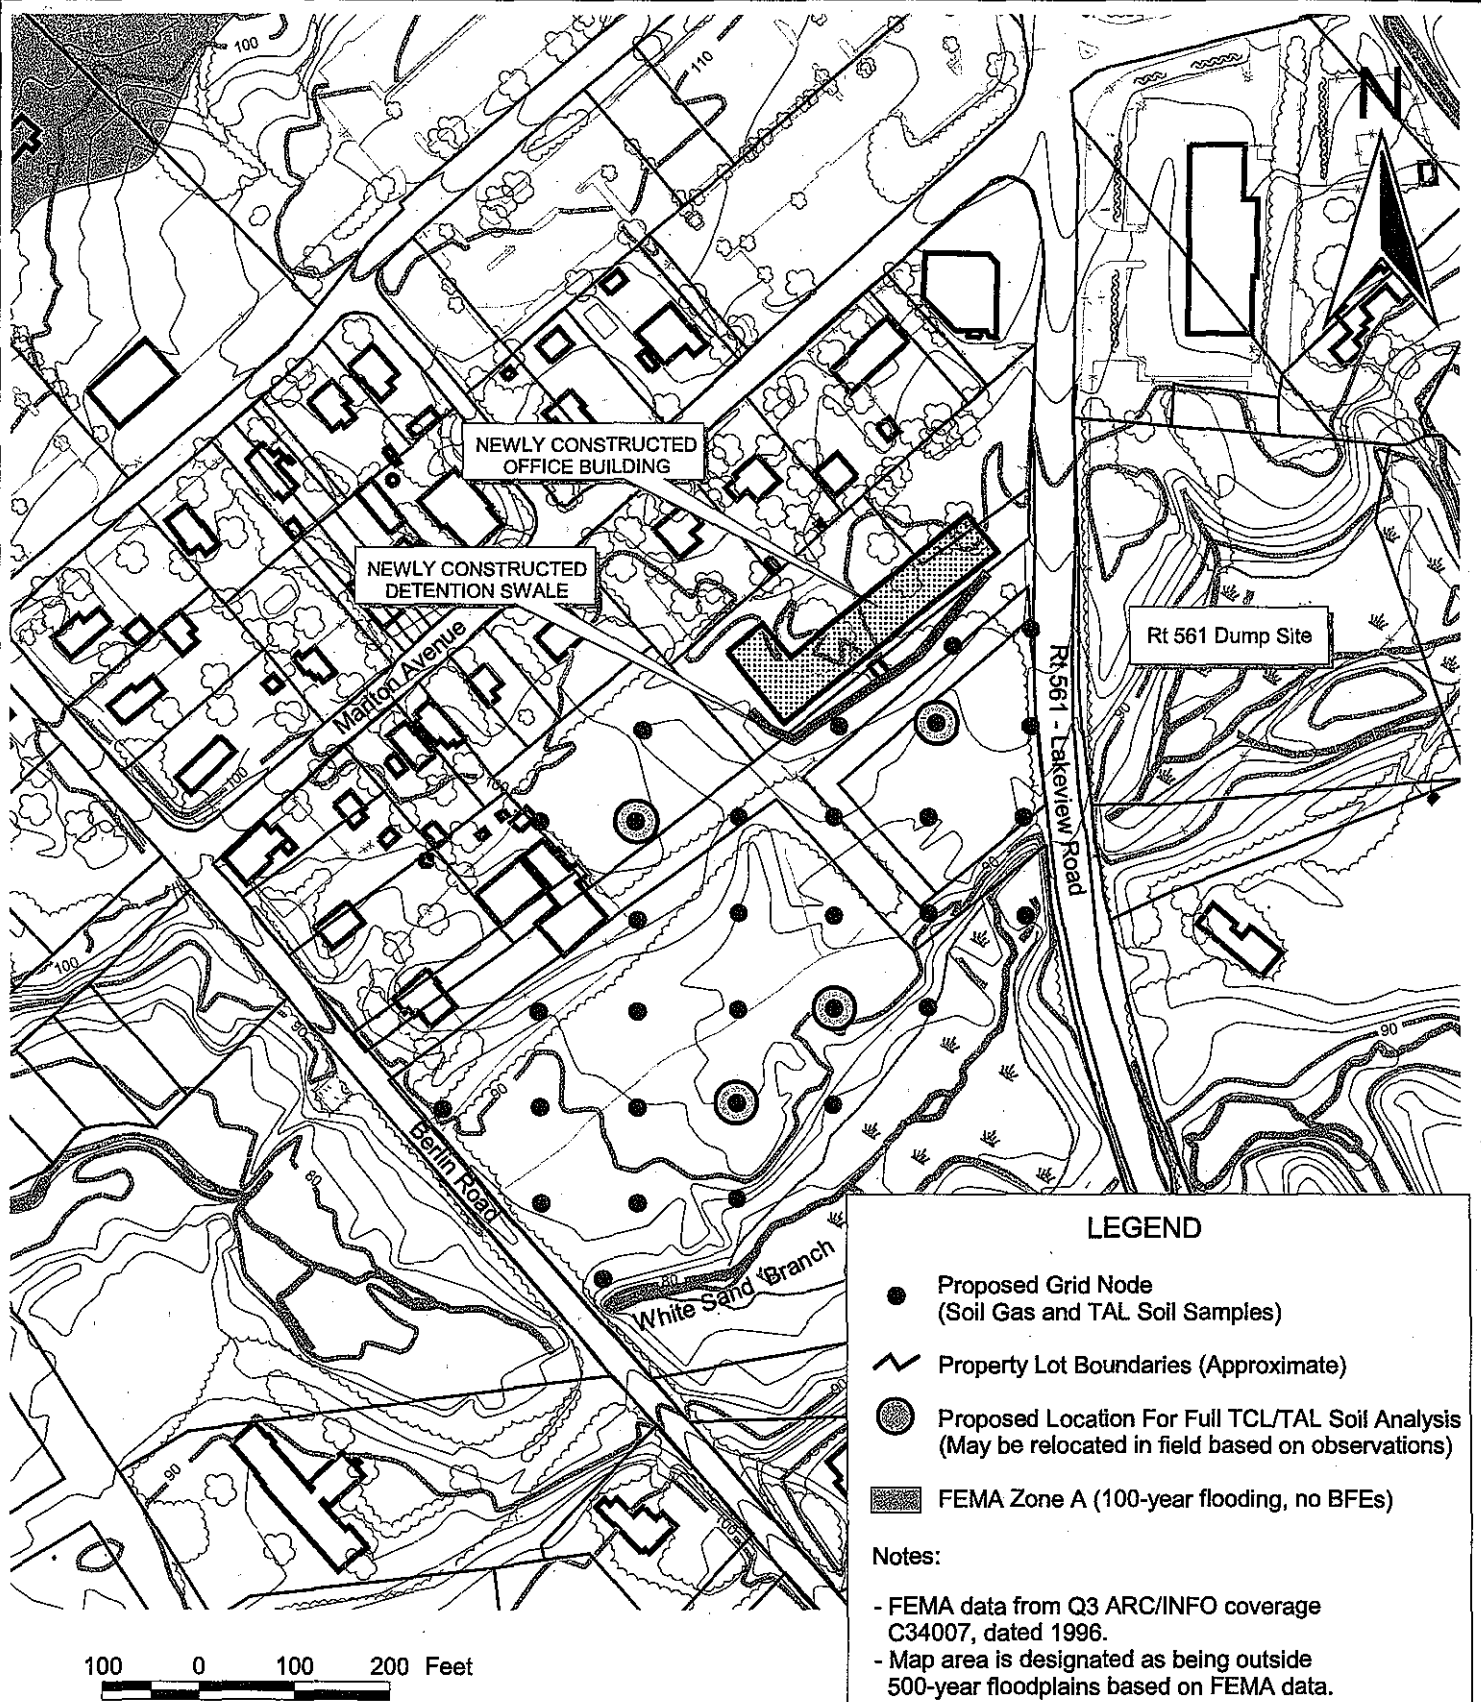 100
110
N
NEWLY CONSTRUCTED
OFFICE BUILDING
NEWLY CONSTRUCTED
DETENTION SWALE
Manton Avenue
Rt 561 Dump Site
Rt 561 - Lakeview Road
100
100
80
90
100
90
90
90
80
Berlin Road
80
White Sand Branch
90
100
LEGEND
Proposed Grid Node
(Soil Gas and TAL Soil Samples)
Property Lot Boundaries (Approximate)
Proposed Location For Full TCL/TAL Soil Analysis
(May be relocated in field based on observations)
FEMA Zone A (100-year flooding, no BFEs)
Notes:
- FEMA data from Q3 ARC/INFO coverage
C34007, dated 1996.
- Map area is designated as being outside
500-year floodplains based on FEMA data.
100 0 100 200 Feet